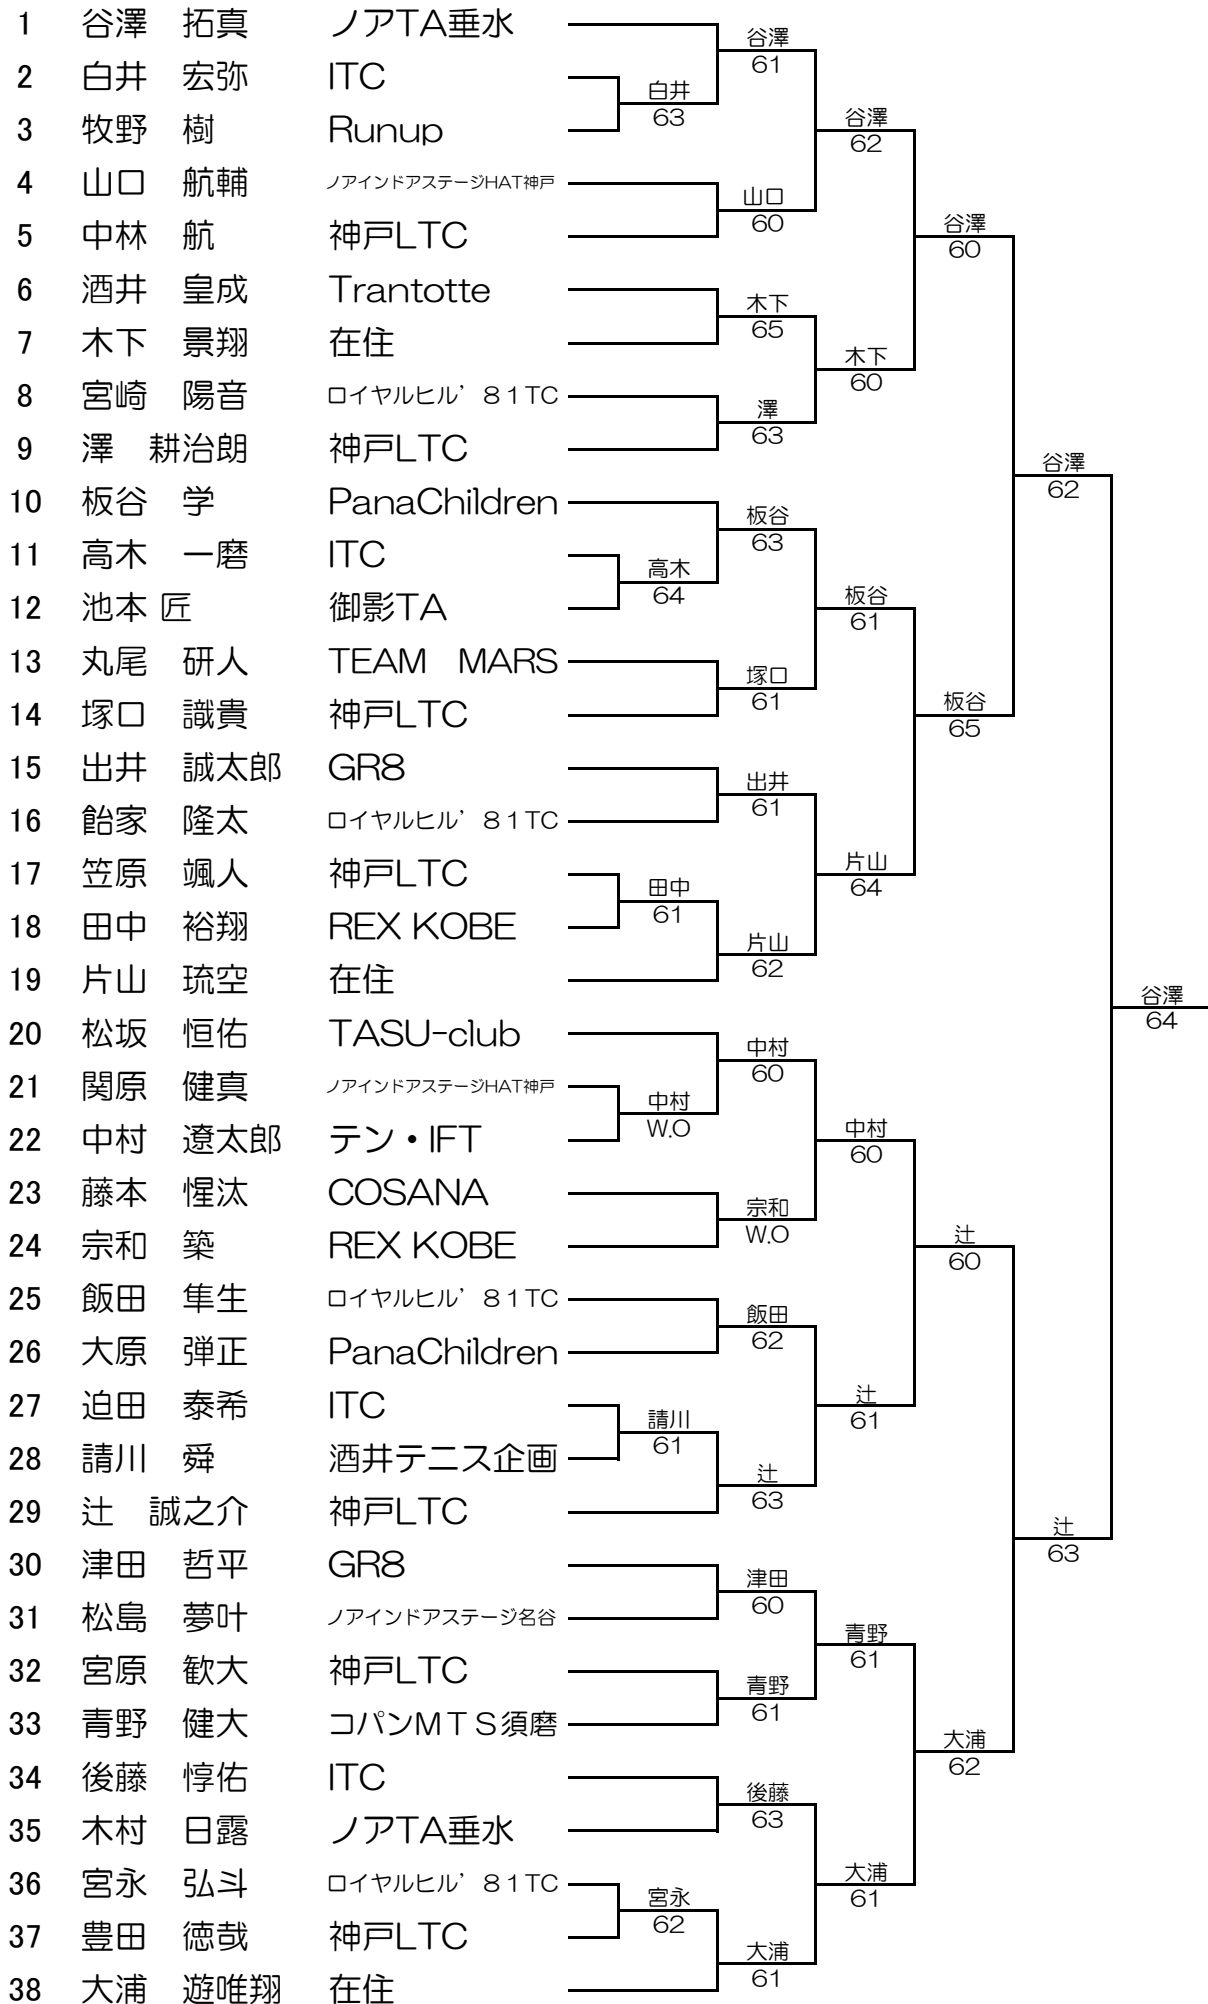 1 谷澤　拓真 ノアTA垂水
2 白井　宏弥 ITC
3 牧野　樹 Runup
4 山口　航輔 ノアインドアステージHAT神戸
5 中林　航 神戸LTC
6 酒井　皇成 Trantotte
7 木下　景翔 在住
8 宮崎　陽音 ロイヤルヒル’８１TC
9 澤　耕治朗 神戸LTC
10 板谷　学 PanaChildren
11 高木　一磨 ITC
12 池本 匠 御影TA
13 丸尾　研人 TEAM　MARS
14 塚口　識貴 神戸LTC
15 出井　誠太郎 GR8
16 飴家　隆太 ロイヤルヒル’８１TC
17 笠原　颯人 神戸LTC
18 田中　裕翔 REX KOBE
19 片山　琉空 在住
20 松坂　恒佑 TASU-club
21 関原　健真 ノアインドアステージHAT神戸
22 中村　遼太郎 テン・IFT
23 藤本　惺汰 COSANA
24 宗和　築 REX KOBE
25 飯田　隼生 ロイヤルヒル’８１TC
26 大原　弾正 PanaChildren
27 迫田　泰希 ITC
28 請川　舜 酒井テニス企画
29 辻　誠之介 神戸LTC
30 津田　哲平 GR8
31 松島　夢叶 ノアインドアステージ名谷
32 宮原　歓大 神戸LTC
33 青野　健大 コパンＭＴＳ須磨
34 後藤　惇佑 ITC
35 木村　日露 ノアTA垂水
36 宮永　弘斗 ロイヤルヒル’８１TC
37 豊田　徳哉 神戸LTC
38 大浦　遊唯翔 在住
白井
63
高木
64
田中
61
中村
W.O
請川
61
宮永
62
谷澤
61
山口
60
木下
65
澤
63
板谷
63
塚口
61
出井
61
片山
62
中村
60
宗和
W.O
飯田
62
辻
63
津田
60
青野
61
後藤
63
大浦
61
谷澤
62
木下
60
板谷
61
片山
64
中村
60
辻
61
青野
61
大浦
61
谷澤
60
板谷
65
辻
60
大浦
62
谷澤
62
辻
63
谷澤
64